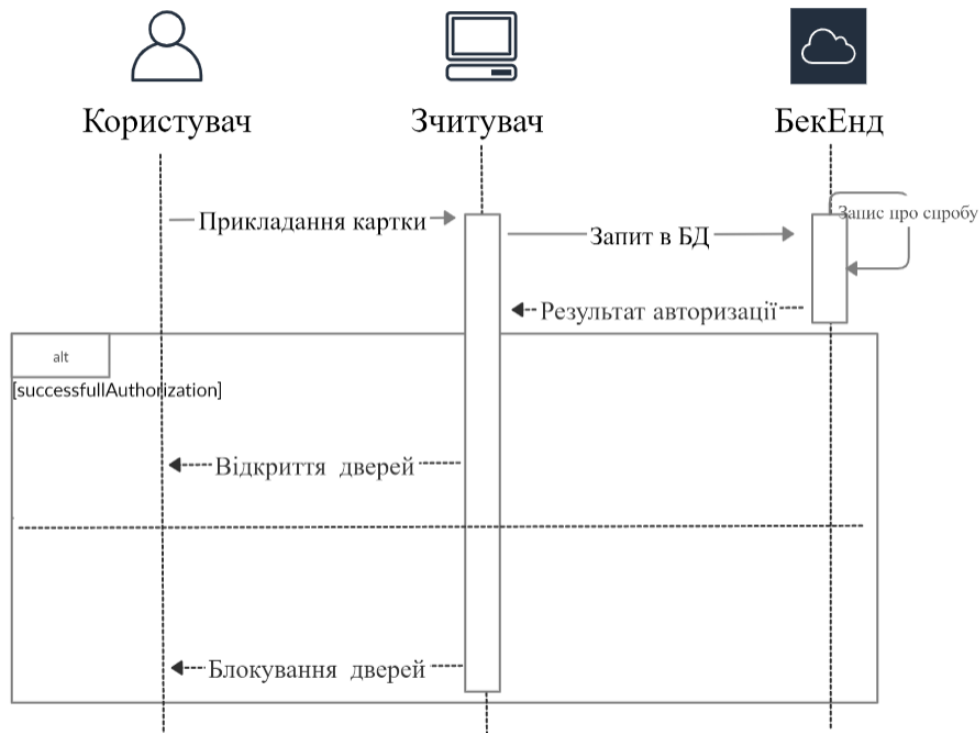 Користувач
Зчитувач
БекЕнд
Прикладання картки
Запит в БД
Запис про спробу
Результат авторизації
alt
[successfullAuthorization]
Відкриття дверей
Блокування дверей